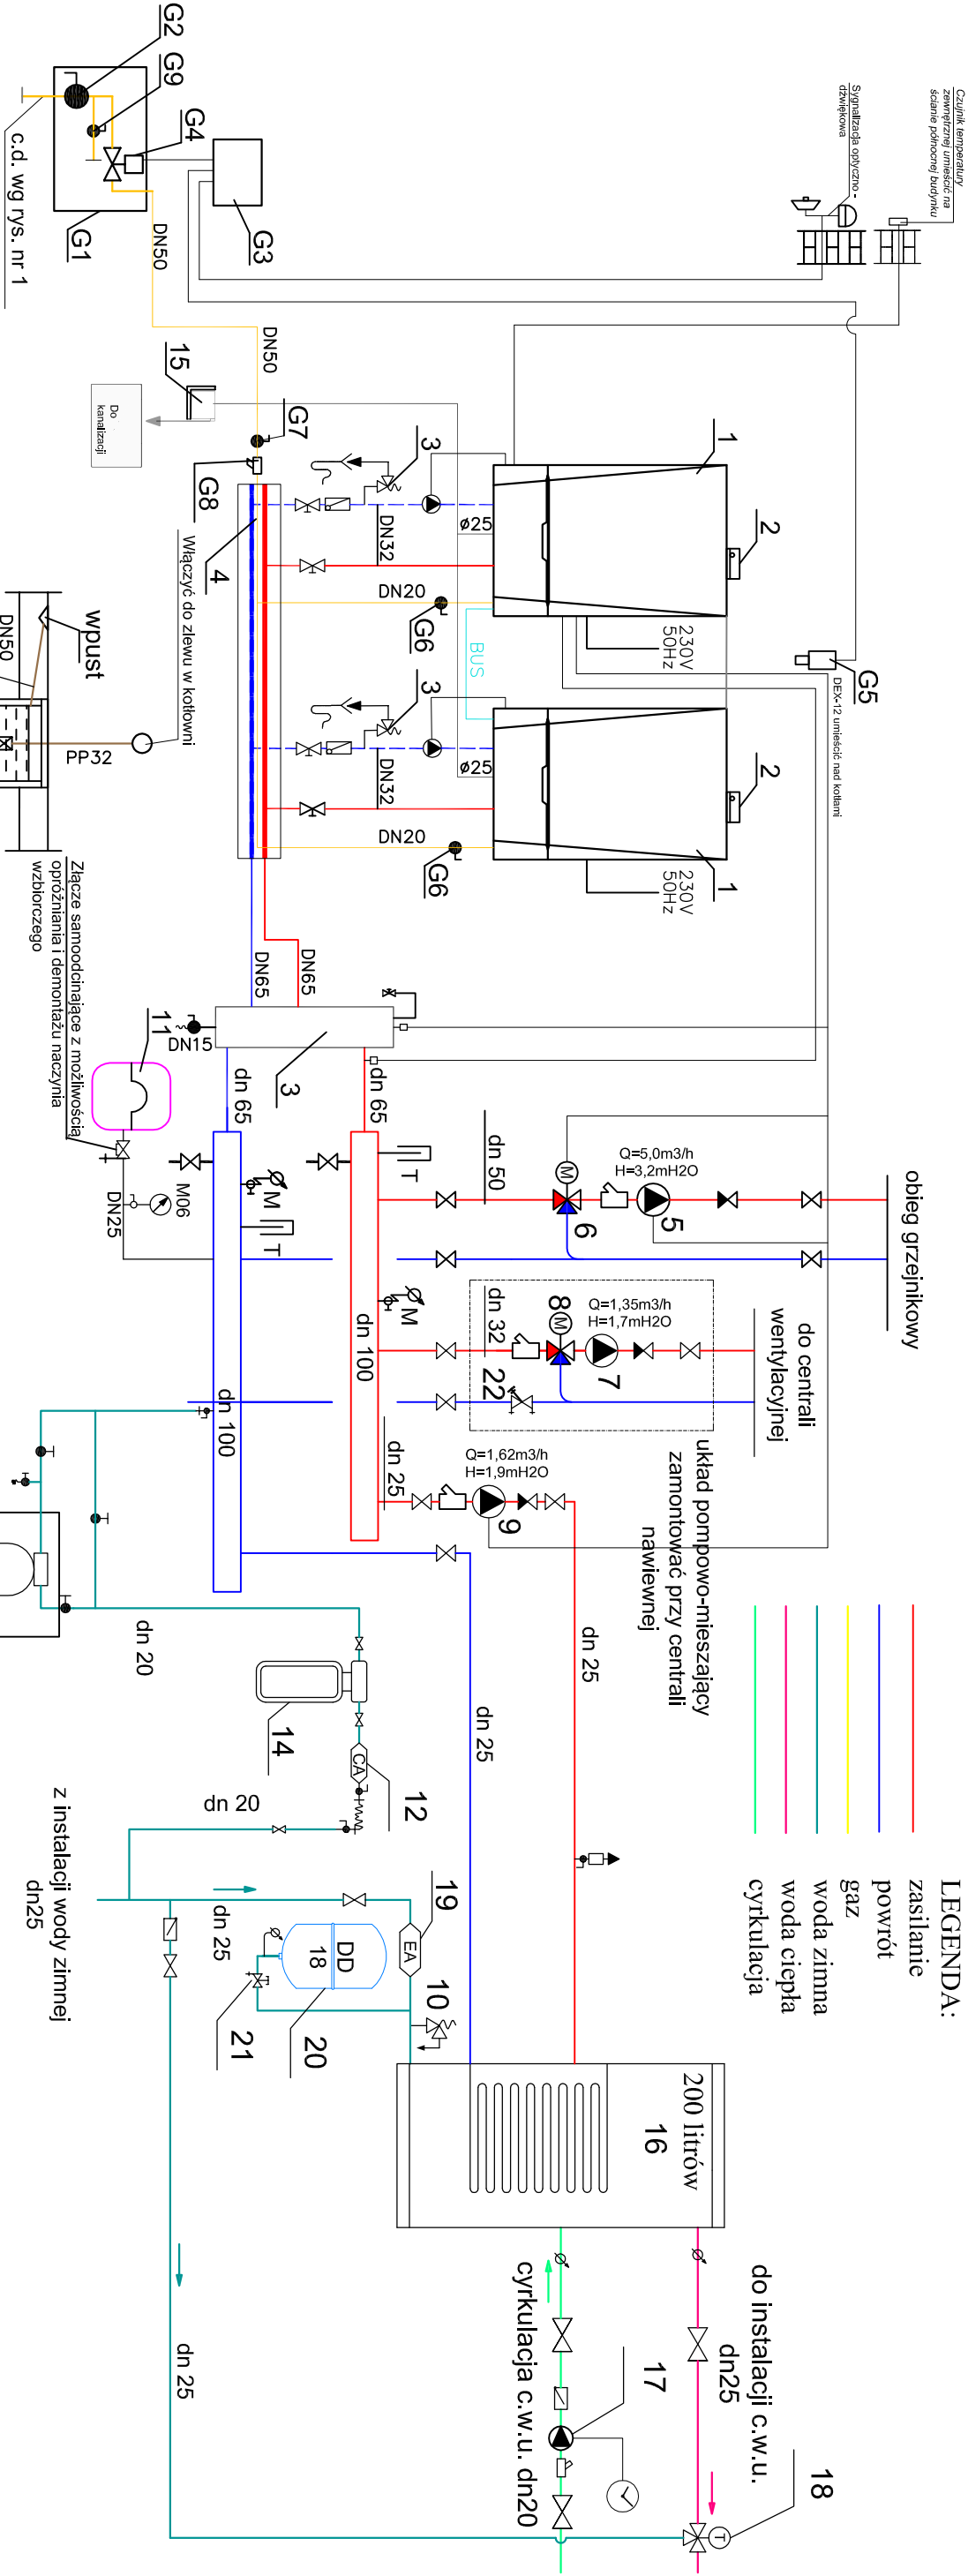 Czujnik temperatury
zewnętrznej umieścić na
ścianie północnej budynku
Sygnalizacja optyczno -
dźwiękowa
G2
G9
G4
G3
G1
c.d. wg rys. nr 1
DN50
DN50
15
Do
kanalizacji
G7
G8
4
1
2
3
ø25
DN32
DN20
G6
230V
50Hz
BUS
G5
DEX-12 umieścić nad kotłami
1
2
3
ø25
DN32
DN20
G6
230V
50Hz
Włączyć do zlewu w kotłowni
wpust
DN50
PP32
DN65
DN65
3
DN15
dn 65
dn 65
11
Złącze samoodcinające z możliwością
opróżniania i demontażu naczynia
wzbiorczego
M06
DN25
M
T
T
M
dn 100
dn 100
obieg grzejnikowy
dn 50
Q=5,0m3/h
H=3,2mH2O
M
5
6
do centrali
wentylacyjnej
dn 32
Q=1,35m3/h
H=1,7mH2O
8
M
7
22
układ pompowo-mieszający
zamontować przy centrali
nawiewnej
dn 25
Q=1,62m3/h
H=1,9mH2O
9
dn 25
dn 25
dn 20
14
CA
12
dn 20
z instalacji wody zimnej
dn25
dn 25
19
EA
DD
18
20
21
10
200 litrów
16
dn 25
do instalacji c.w.u.
dn25
cyrkulacja c.w.u. dn20
17
18
T
LEGENDA:
zasilanie
powrót
gaz
woda zimna
woda ciepła
cyrkulacja